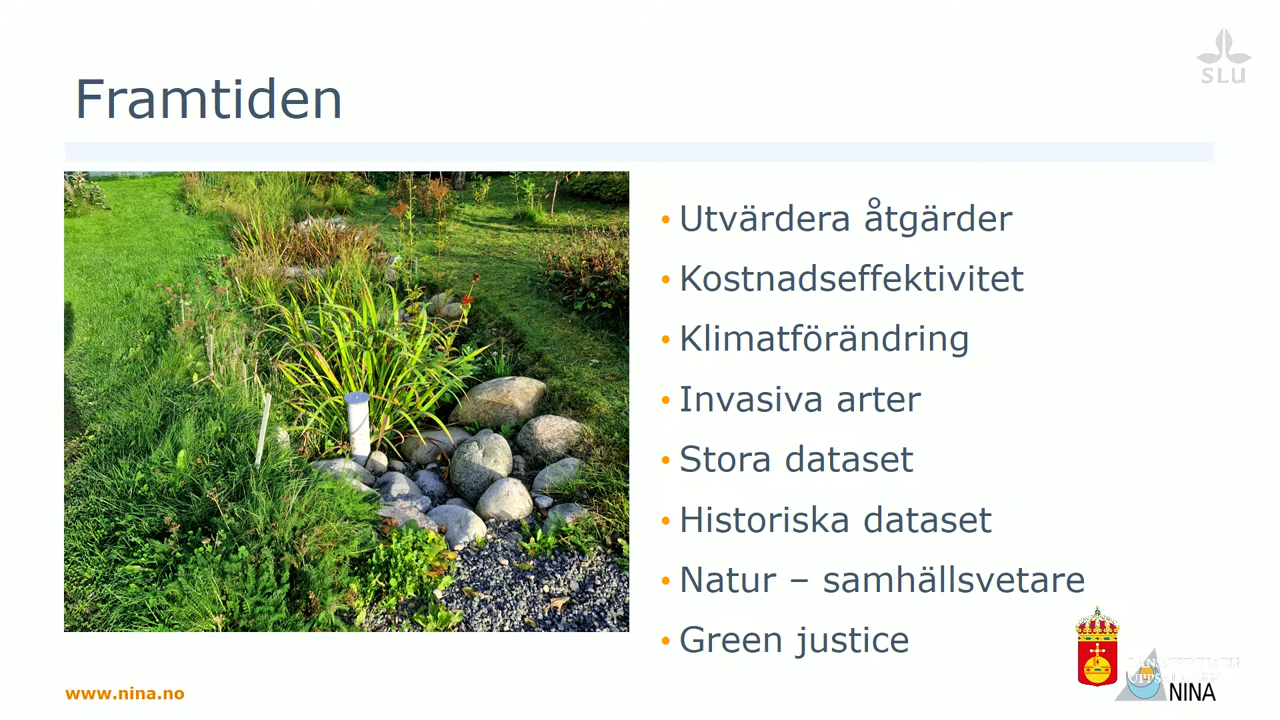 SLU
Framtiden
• Utvärdera åtgärder
• Kostnadseffektivitet
• Klimatförändring
• Invasiva arter
• Stora dataset
• Historiska dataset
• Natur – samhällsvetare
• Green justice
www.nina.no
NINA